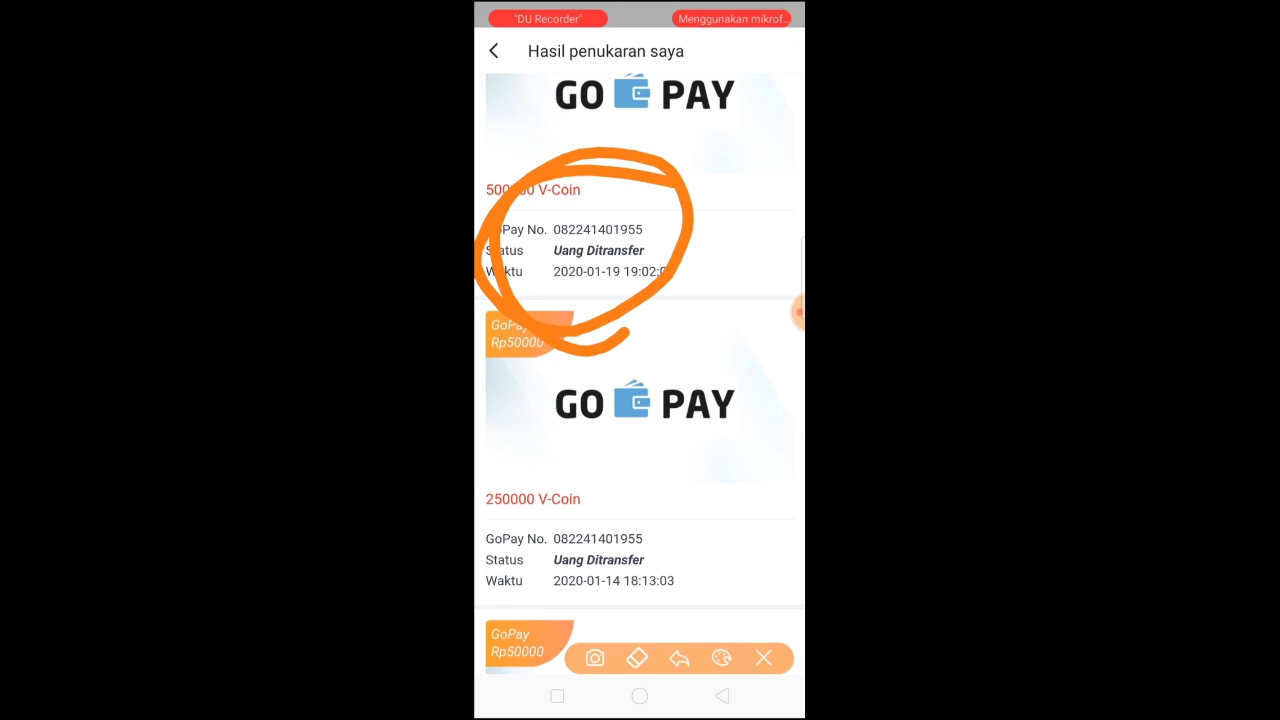 "DU Recorder"
Menggunakan mikrof...
Hasil penukaran saya
GO PAY
V-Coin
GoPay No. 082241401955
Status Uang Ditransfer
Waktu 2020-01-19 19:02:
GoPay
Rp50000
GO PAY
250000 V-Coin
GoPay No. 082241401955
Status Uang Ditransfer
Waktu 2020-01-14 18:13:03
GoPay
Rp50000